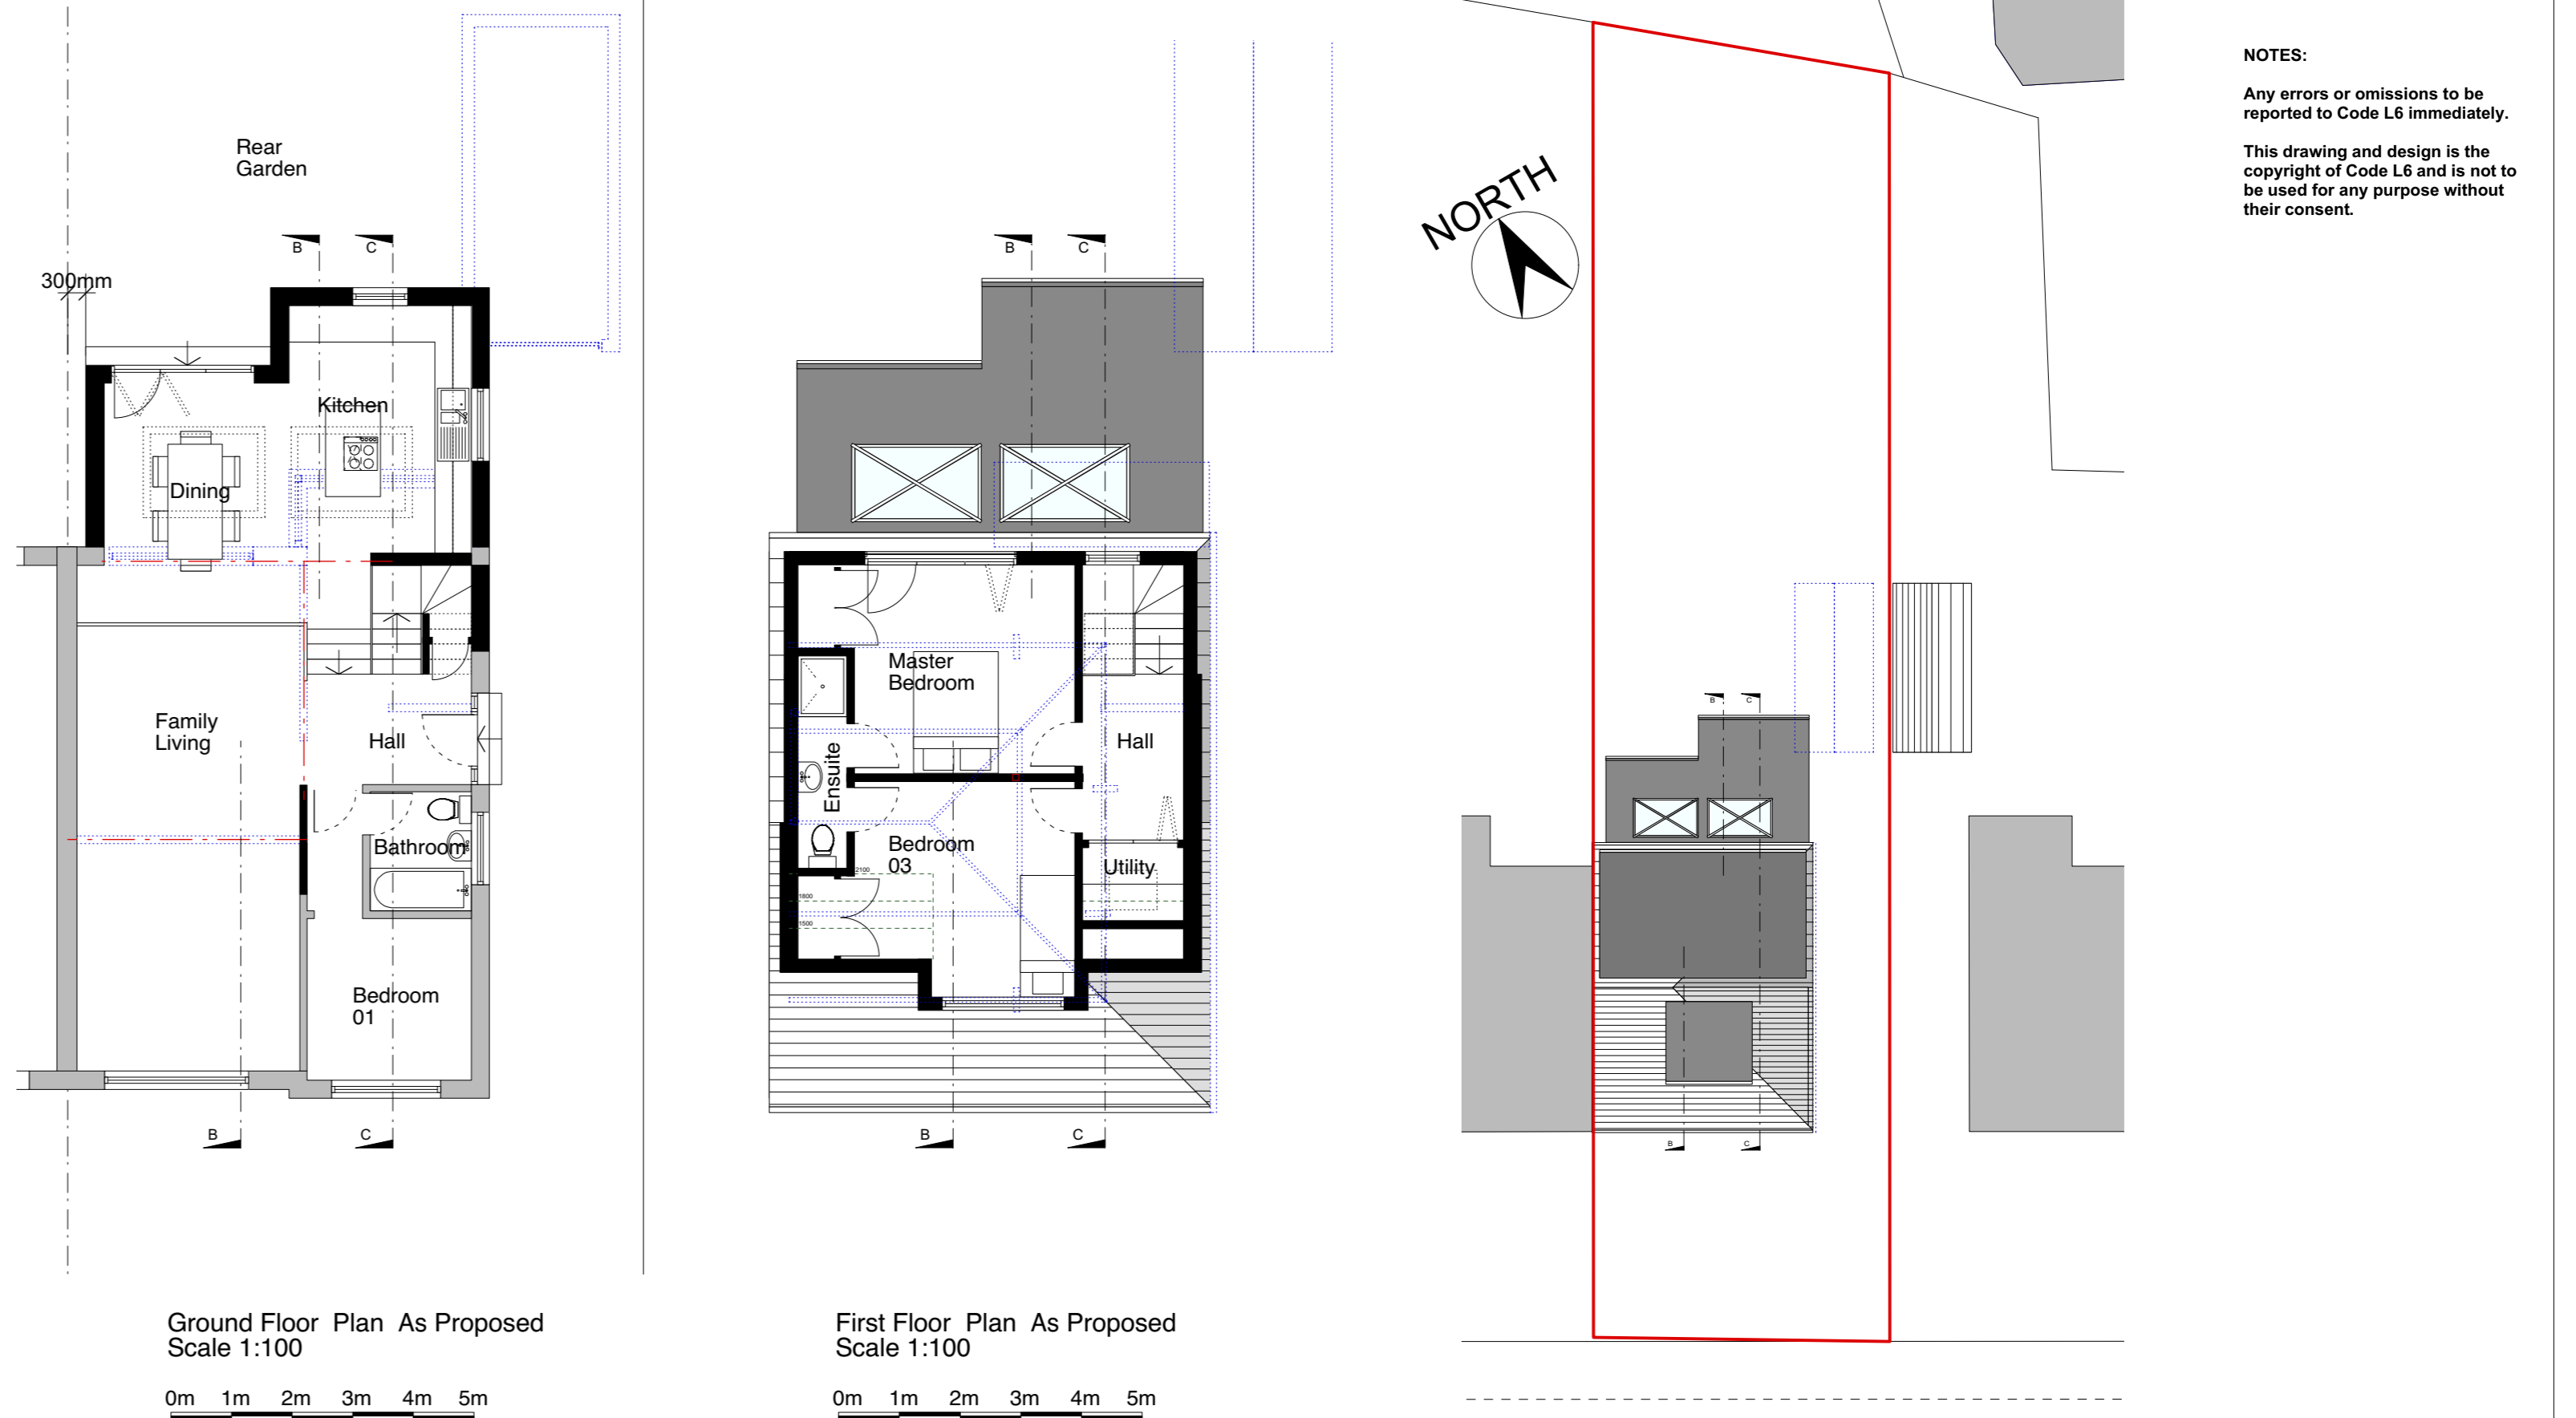 Rear
Garden
B
C
300mm
Kitchen
Dining
Family
Living
Hall
Bathroom
Bedroom
01
B
C
Ground Floor Plan As Proposed
Scale 1:100
0m 1m 2m 3m 4m 5m
B
C
Master
Bedroom
Ensuite
Hall
Bedroom
03
2100
1800
1500
Utility
B
C
First Floor Plan As Proposed
Scale 1:100
0m 1m 2m 3m 4m 5m
NORTH
B
C
B
C
NOTES:
Any errors or omissions to be
reported to Code L6 immediately.
This drawing and design is the
copyright of Code L6 and is not to
be used for any purpose without
their consent.